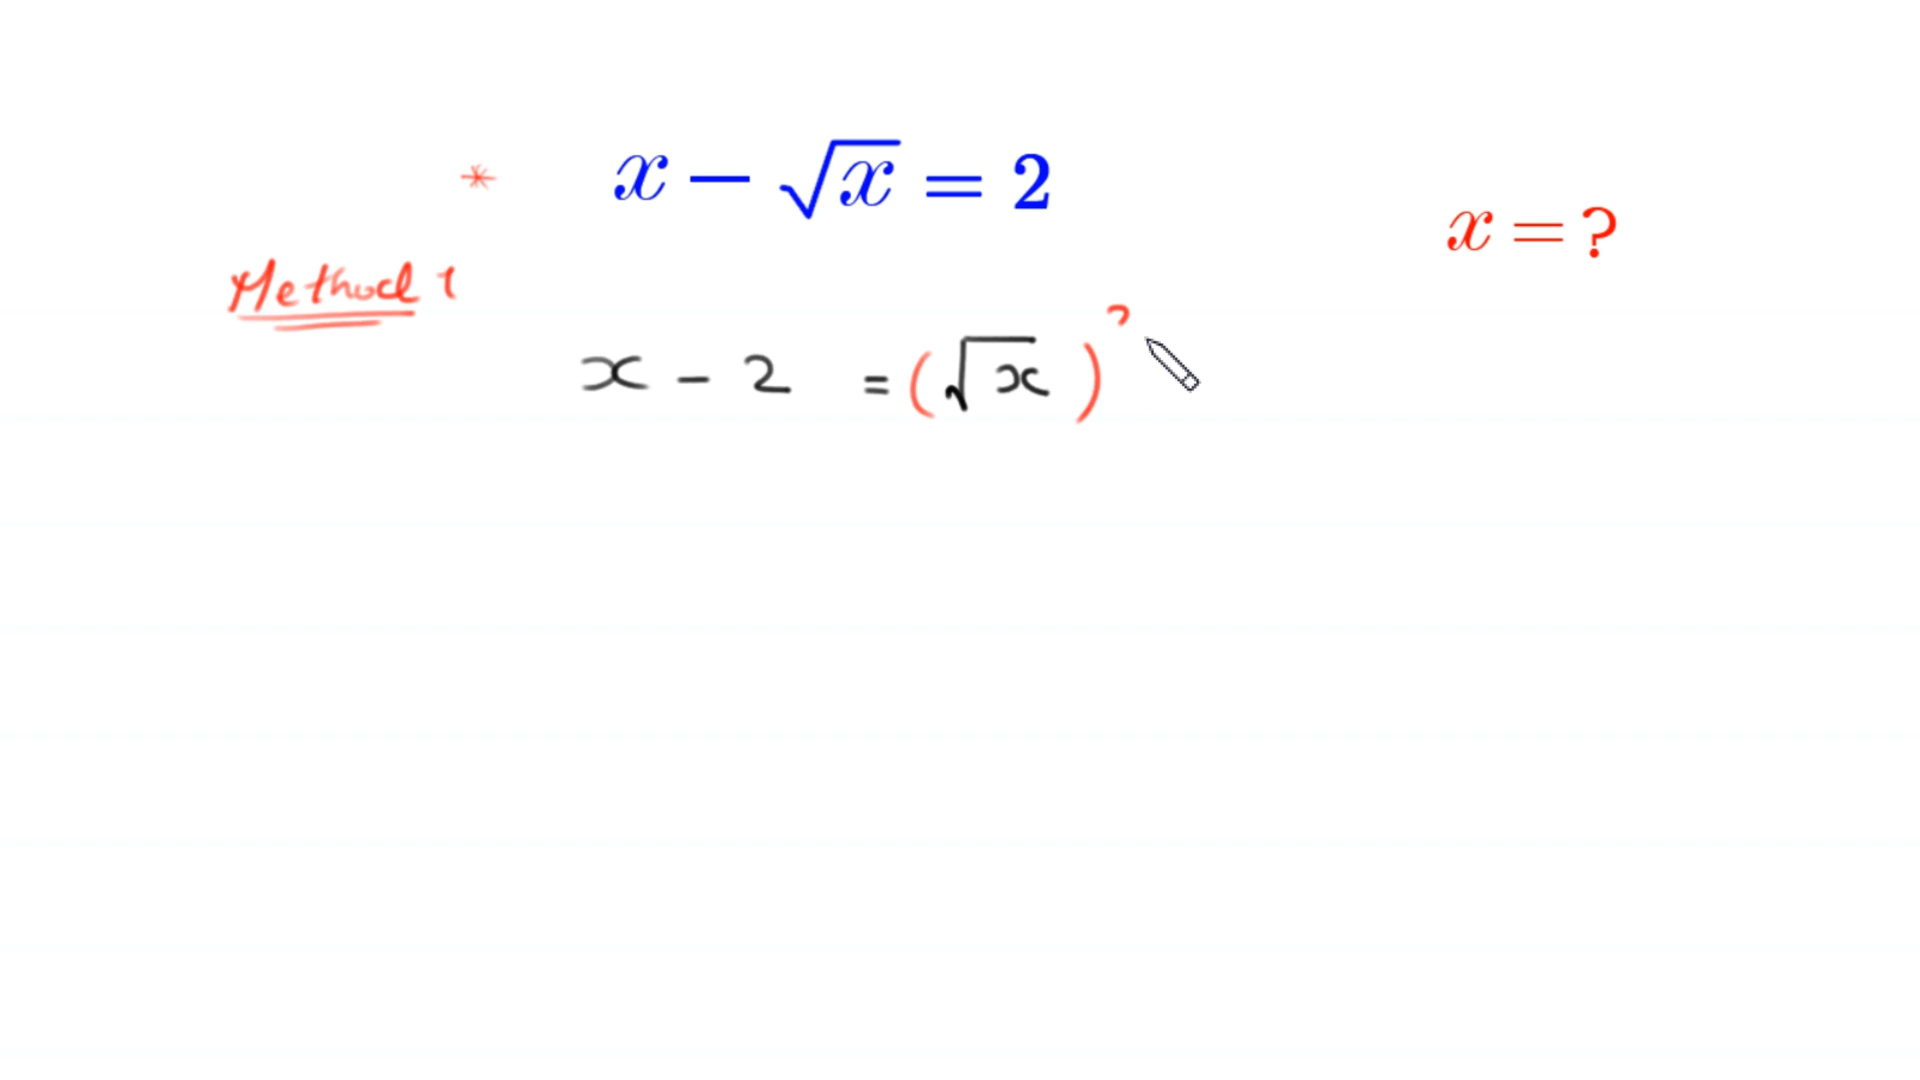 * x − √x = 2
x = ?
Method 1
x - 2 = (√x)²